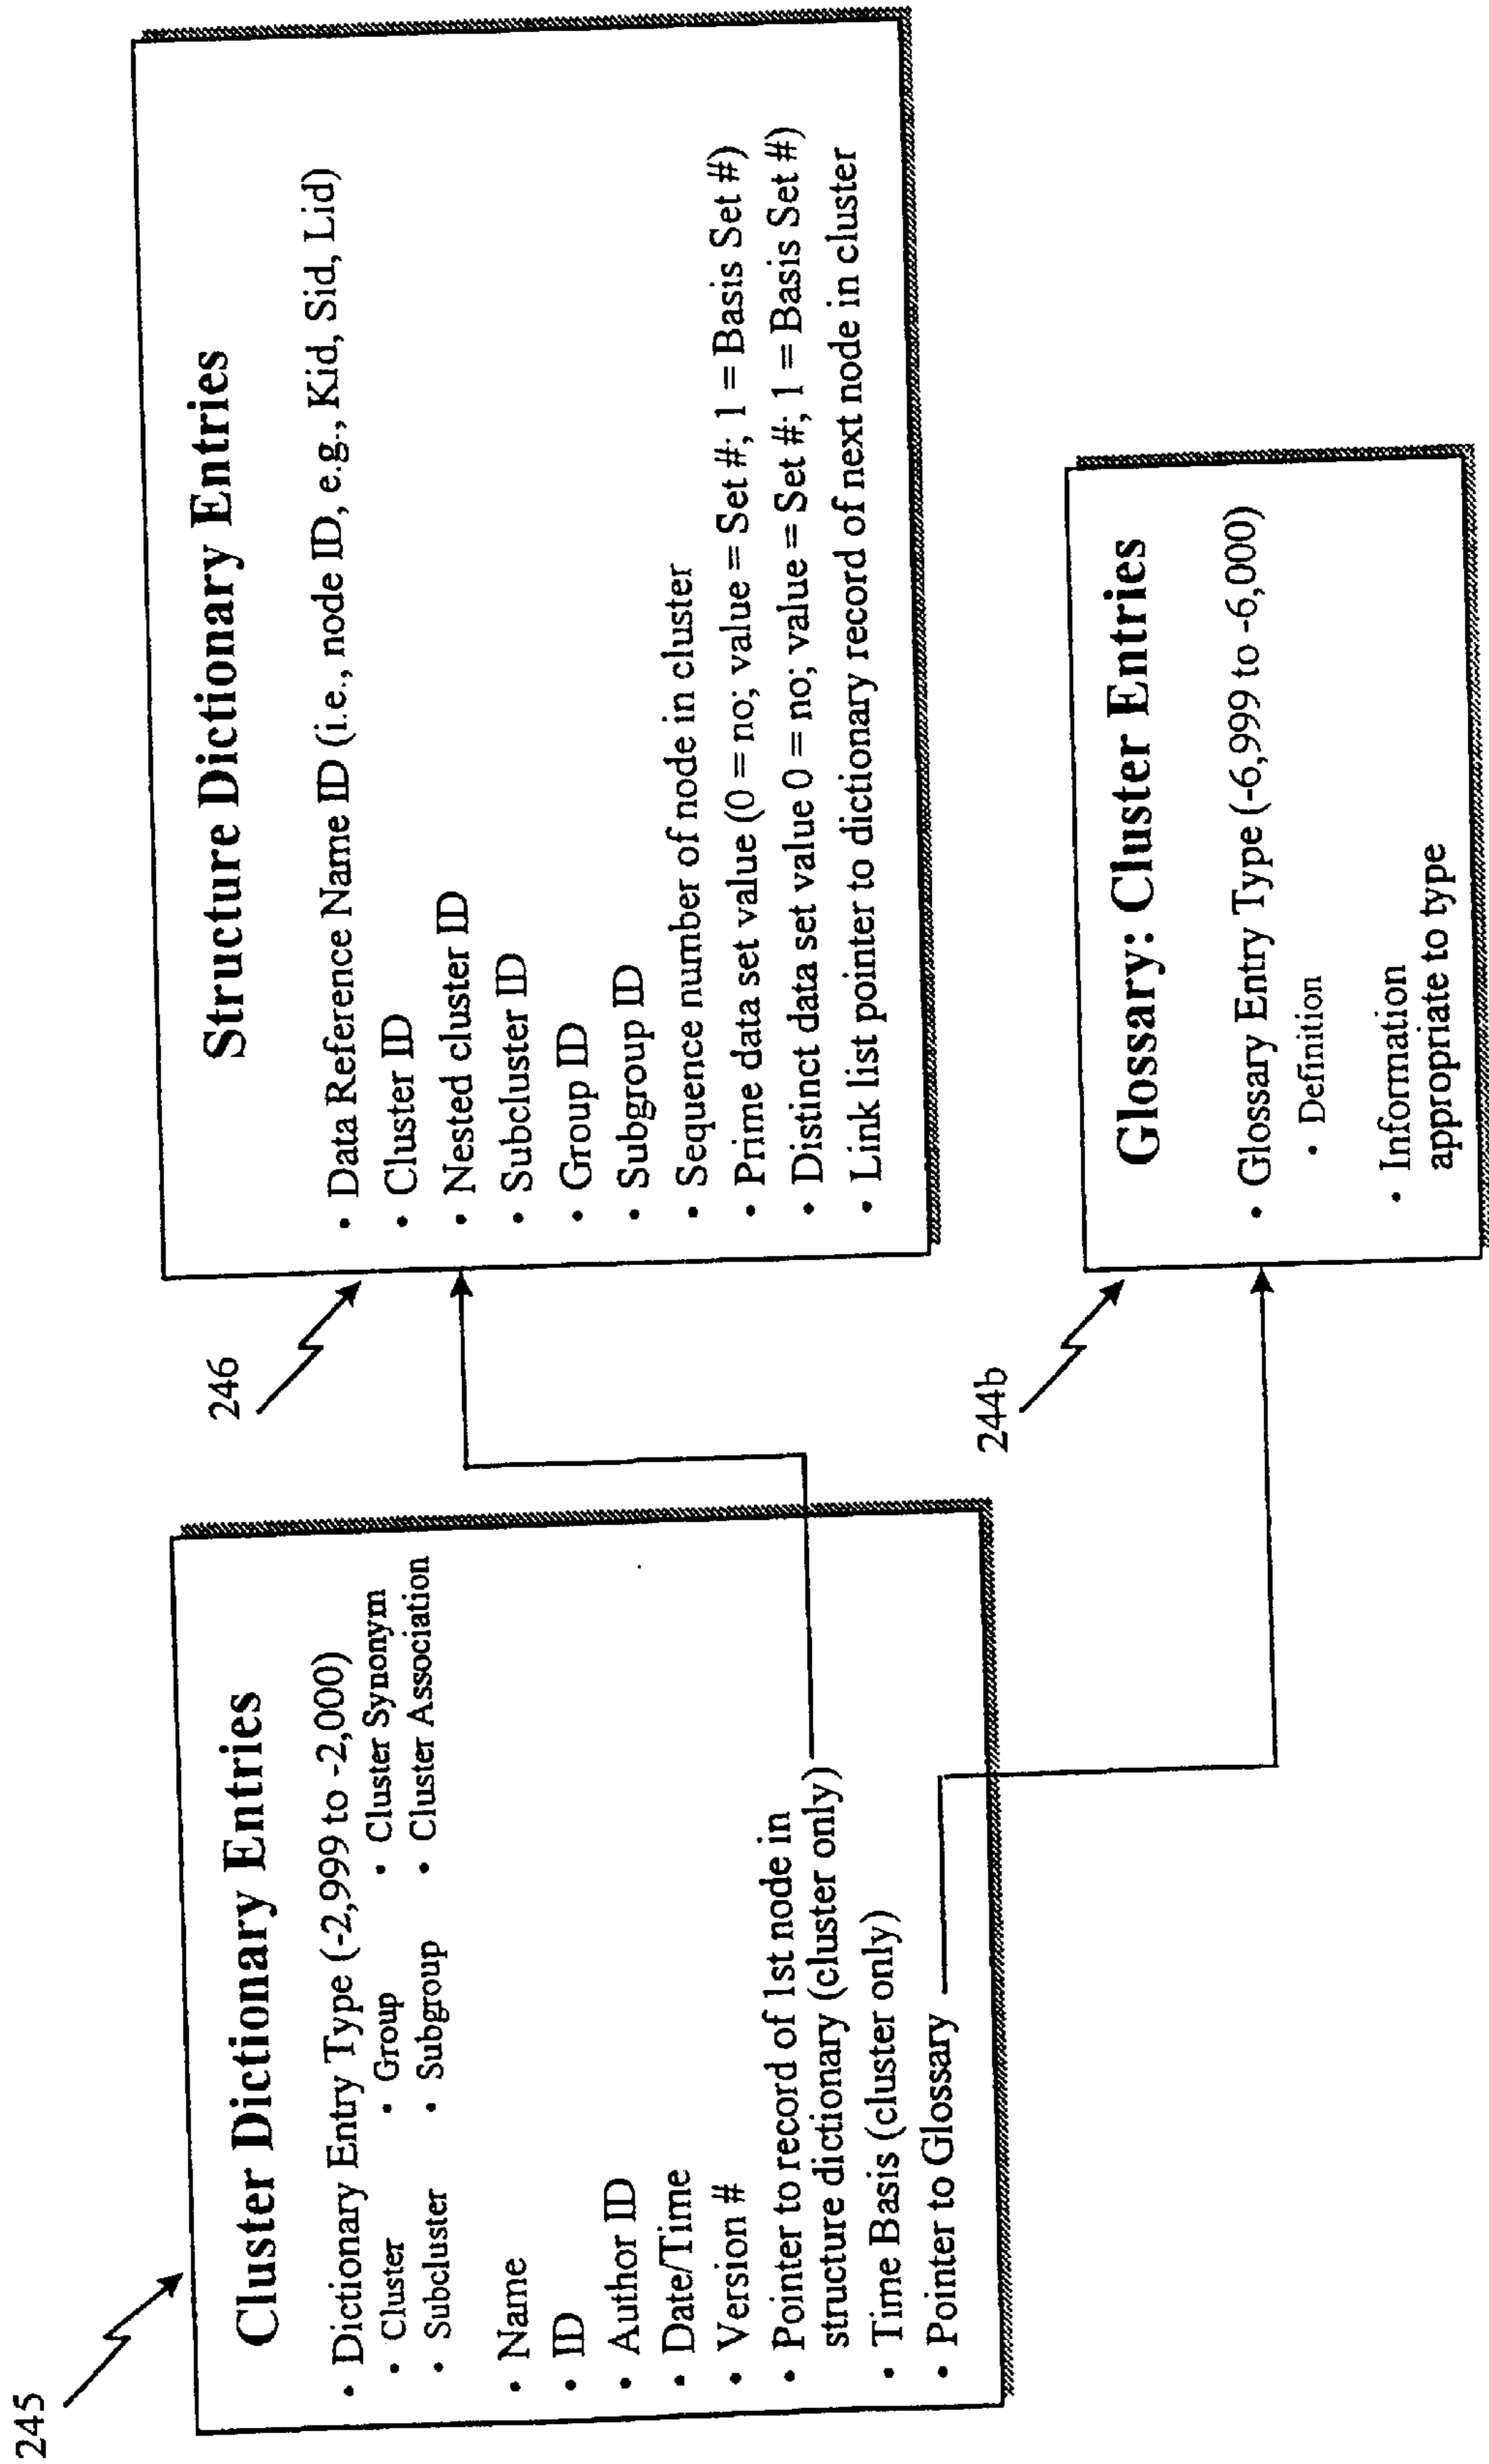 245
Cluster Dictionary Entries
• Dictionary Entry Type (-2,999 to -2,000)
• Cluster • Group • Cluster Synonym
• Subcluster • Subgroup • Cluster Association
• Name
• ID
• Author ID
• Date/Time
• Version #
• Pointer to record of 1st node in
structure dictionary (cluster only)
• Time Basis (cluster only)
• Pointer to Glossary
246
Structure Dictionary Entries
• Data Reference Name ID (i.e., node ID, e.g., Kid, Sid, Lid)
• Cluster ID
• Nested cluster ID
• Subcluster ID
• Group ID
• Subgroup ID
• Sequence number of node in cluster
• Prime data set value (0 = no; value = Set #; 1 = Basis Set #)
• Distinct data set value 0 = no; value = Set #; 1 = Basis Set #)
• Link list pointer to dictionary record of next node in cluster
244b
Glossary: Cluster Entries
• Glossary Entry Type (-6,999 to -6,000)
• Definition
• Information
appropriate to type